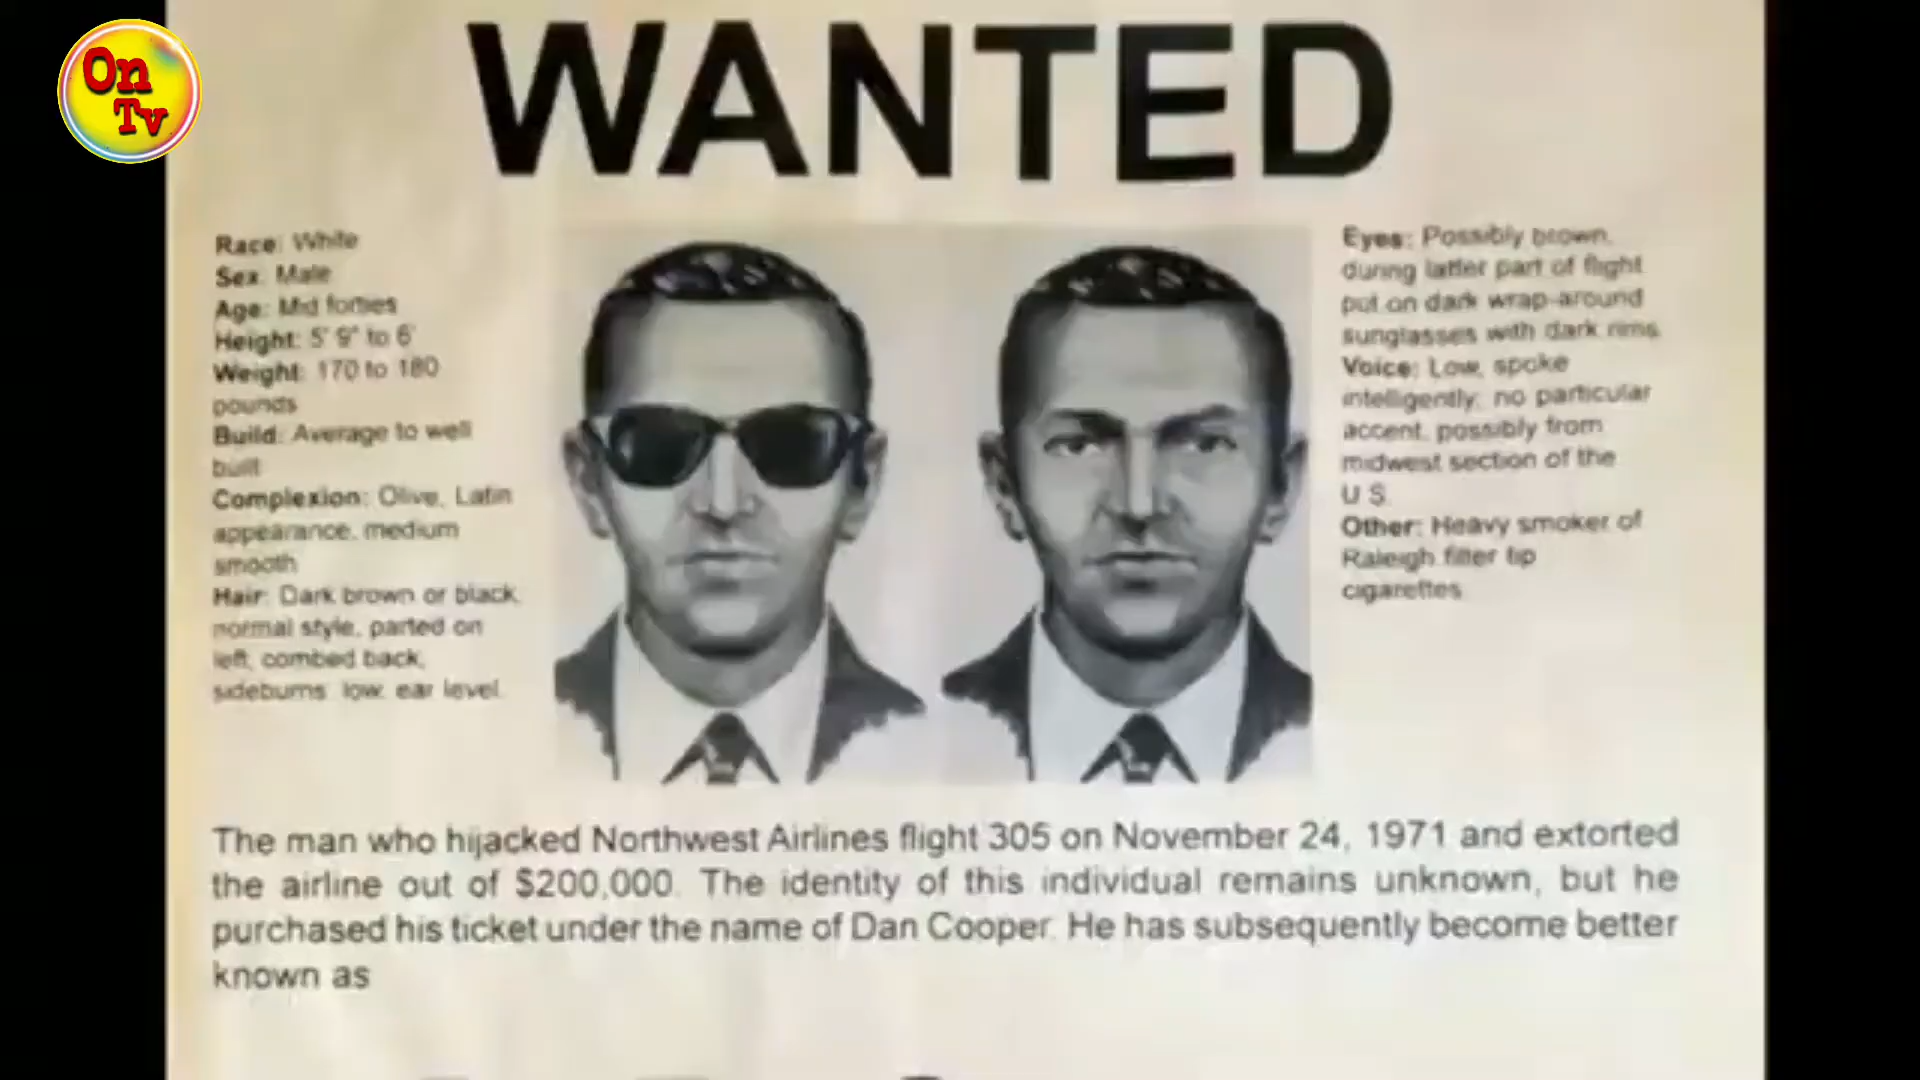 On
Tv
WANTED
Race: White
Sex: Male
Age: Mid forties
Height: 5' 9" to 6'
Weight: 170 to 180
pounds
Build: Average to well
built
Complexion: Olive, Latin
appearance, medium
smooth
Hair: Dark brown or black,
normal style, parted on
left, combed back,
sideburns: low, ear level.
Eyes: Possibly brown,
during latter part of flight
put on dark wrap-around
sunglasses with dark rims
Voice: Low, spoke
intelligently; no particular
accent, possibly from
midwest section of the
U.S.
Other: Heavy smoker of
Raleigh filter tip
cigarettes
The man who hijacked Northwest Airlines flight 305 on November 24, 1971 and extorted
the airline out of $200,000. The identity of this individual remains unknown, but he
purchased his ticket under the name of Dan Cooper. He has subsequently become better
known as